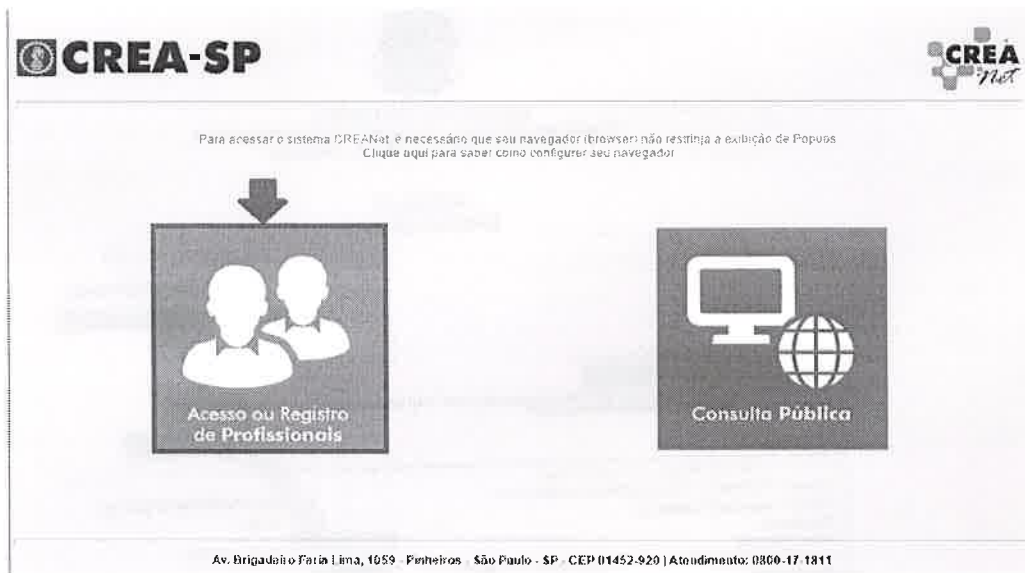 CREA-SP
CREA
Net
Para acessar o sistema CREANet é necessário que seu navegador (browser) não restrinja a exibição de Popups
Clique aqui para saber como configurar seu navegador
Acesso ou Registro
de Profissionais
Consulta Pública
Av. Brigadeiro Faria Lima, 1059 - Pinheiros - São Paulo - SP - CEP 01452-920 | Atendimento: 0800-17-1811